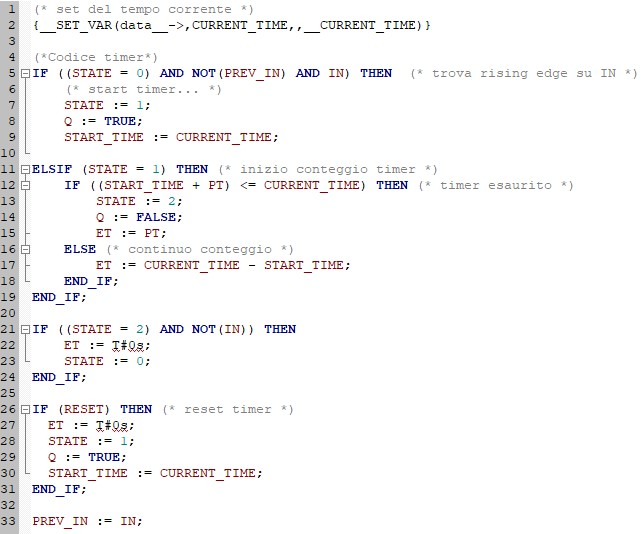 1 (* set del tempo corrente *)
2 {__SET_VAR(data__->,CURRENT_TIME,,__CURRENT_TIME)}
3
4 (*Codice timer*)
5 IF ((STATE = 0) AND NOT(PREV_IN) AND IN) THEN (* trova rising edge su IN *)
6 (* start timer... *)
7 STATE := 1;
8 Q := TRUE;
9 START_TIME := CURRENT_TIME;
10
11 ELSIF (STATE = 1) THEN (* inizio conteggio timer *)
12 IF ((START_TIME + PT) <= CURRENT_TIME) THEN (* timer esaurito *)
13 STATE := 2;
14 Q := FALSE;
15 ET := PT;
16 ELSE (* continuo conteggio *)
17 ET := CURRENT_TIME - START_TIME;
18 END_IF;
19 END_IF;
20
21 IF ((STATE = 2) AND NOT(IN)) THEN
22 ET := T#0s;
23 STATE := 0;
24 END_IF;
25
26 IF (RESET) THEN (* reset timer *)
27 ET := T#0s;
28 STATE := 1;
29 Q := TRUE;
30 START_TIME := CURRENT_TIME;
31 END_IF;
32
33 PREV_IN := IN;